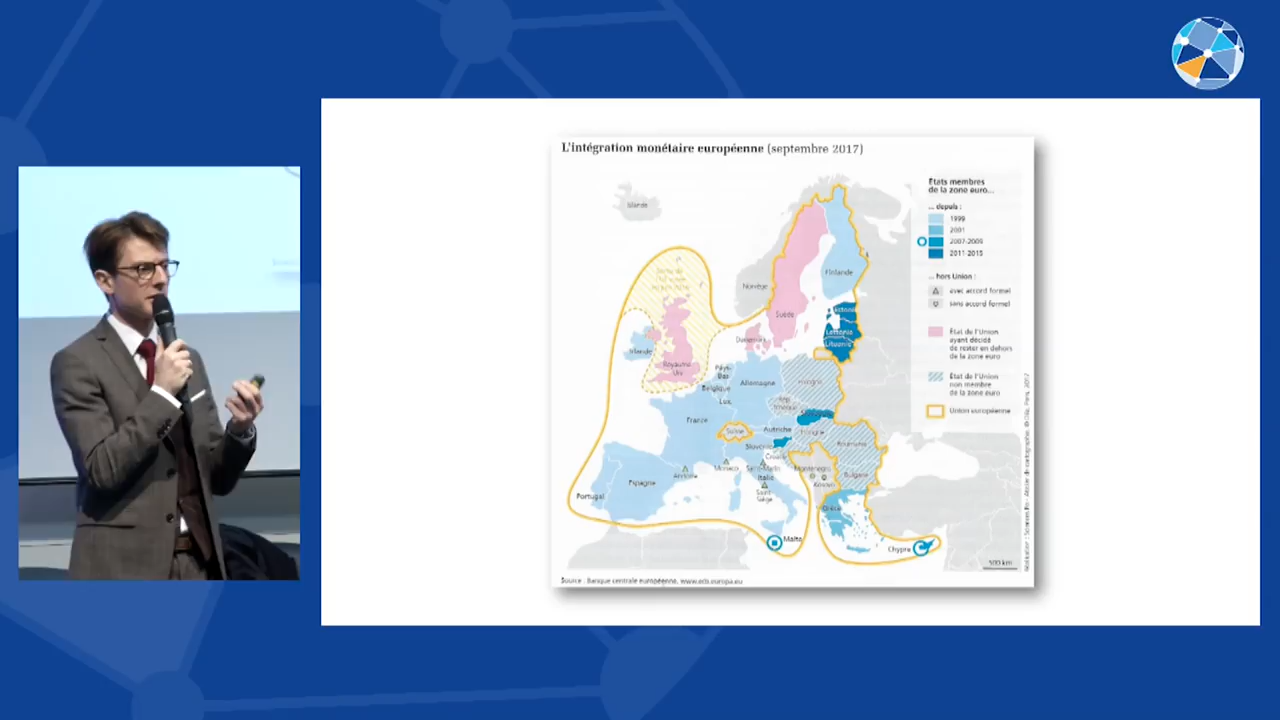 L'intégration monétaire européenne (septembre 2017)
États membres
de la zone euro...
... depuis :
1999
2001
2007-2009
2011-2015
... hors Union :
avec accord formel
sans accord formel
État de l'Union
ayant décidé
de rester en dehors
de la zone euro
État de l'Union
non membre
de la zone euro
Union européenne
Islande
Norvège
Finlande
Suède
Estonie
Lettonie
Lituanie
Danemark
Irlande
Royaume
Uni
Pays-
Bas
Belgique
Lux.
Allemagne
Pologne
Rép.
tchèque
France
Suisse
Autriche
Hongrie
Slovénie
Croatie
Roumanie
Bulgarie
Monténégro
Kosovo
Andorre
Monaco
Saint-Marin
Italie
Saint-
Siège
Portugal
Espagne
Grèce
Malte
Chypre
500 km
Source : Banque centrale européenne, www.ecb.europa.eu